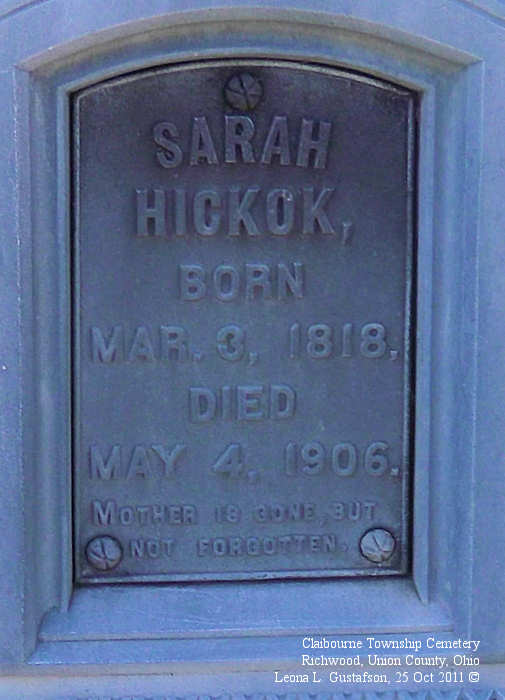 SARAH
HICKOK,
BORN
MAR. 3, 1818.
DIED
MAY 4, 1906.
MOTHER IS GONE, BUT
NOT FORGOTTEN.
Claibourne Township Cemetery
Richwood, Union County, Ohio
Leona L. Gustafson, 25 Oct 2011 ©